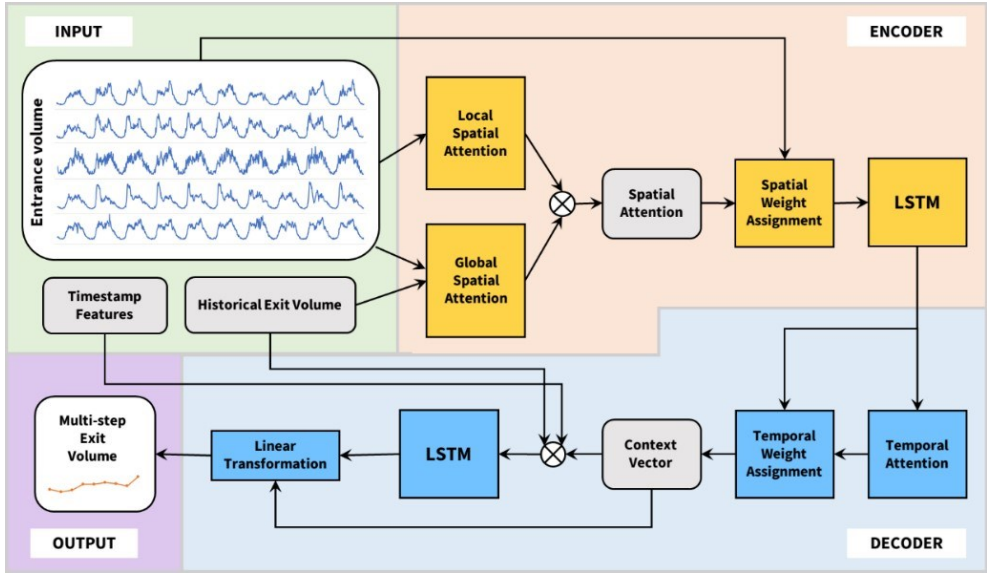 INPUT
ENCODER
Entrance volume
Local
Spatial
Attention
Global
Spatial
Attention
Spatial
Attention
Spatial
Weight
Assignment
LSTM
Timestamp
Features
Historical Exit Volume
Multi-step
Exit
Volume
Linear
Transformation
LSTM
Context
Vector
Temporal
Weight
Assignment
Temporal
Attention
OUTPUT
DECODER